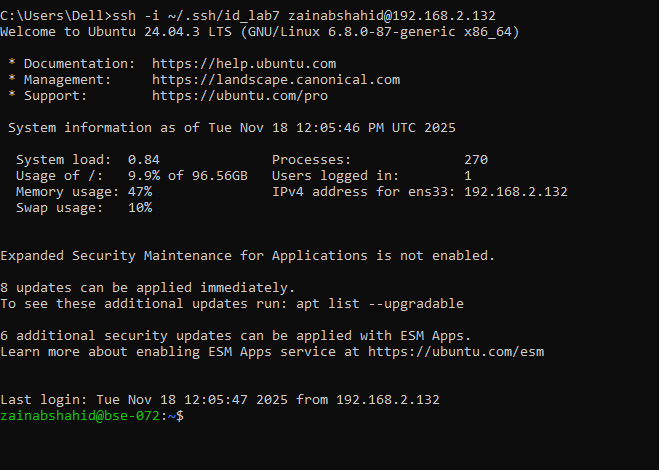 C:\Users\Dell>ssh -i ~/.ssh/id_lab7 zainabshahid@192.168.2.132
Welcome to Ubuntu 24.04.3 LTS (GNU/Linux 6.8.0-87-generic x86_64)
* Documentation:  https://help.ubuntu.com
* Management:     https://landscape.canonical.com
* Support:        https://ubuntu.com/pro
System information as of Tue Nov 18 12:05:46 PM UTC 2025
System load:  0.84              Processes:              270
Usage of /:   9.9% of 96.56GB   Users logged in:        1
Memory usage: 47%               IPv4 address for ens33: 192.168.2.132
Swap usage:   10%
Expanded Security Maintenance for Applications is not enabled.
8 updates can be applied immediately.
To see these additional updates run: apt list --upgradable
6 additional security updates can be applied with ESM Apps.
Learn more about enabling ESM Apps service at https://ubuntu.com/esm
Last login: Tue Nov 18 12:05:47 2025 from 192.168.2.132
zainabshahid@bse-072:~$